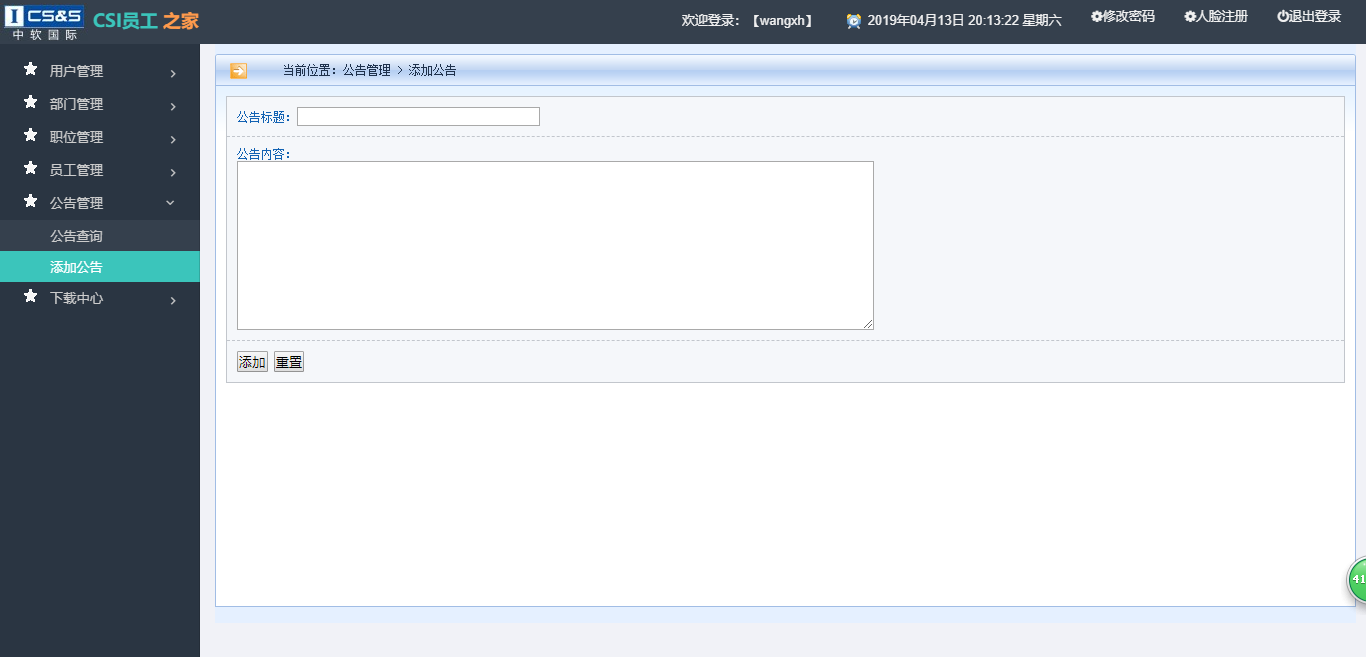 CS&S
中软国际
CSI员工 之家
欢迎登录：【wangxh】
2019年04月13日 20:13:22 星期六
修改密码
人脸注册
退出登录
用户管理
部门管理
职位管理
员工管理
公告管理
公告查询
添加公告
下载中心
当前位置：公告管理 > 添加公告
公告标题：
公告内容：
添加 重置
41